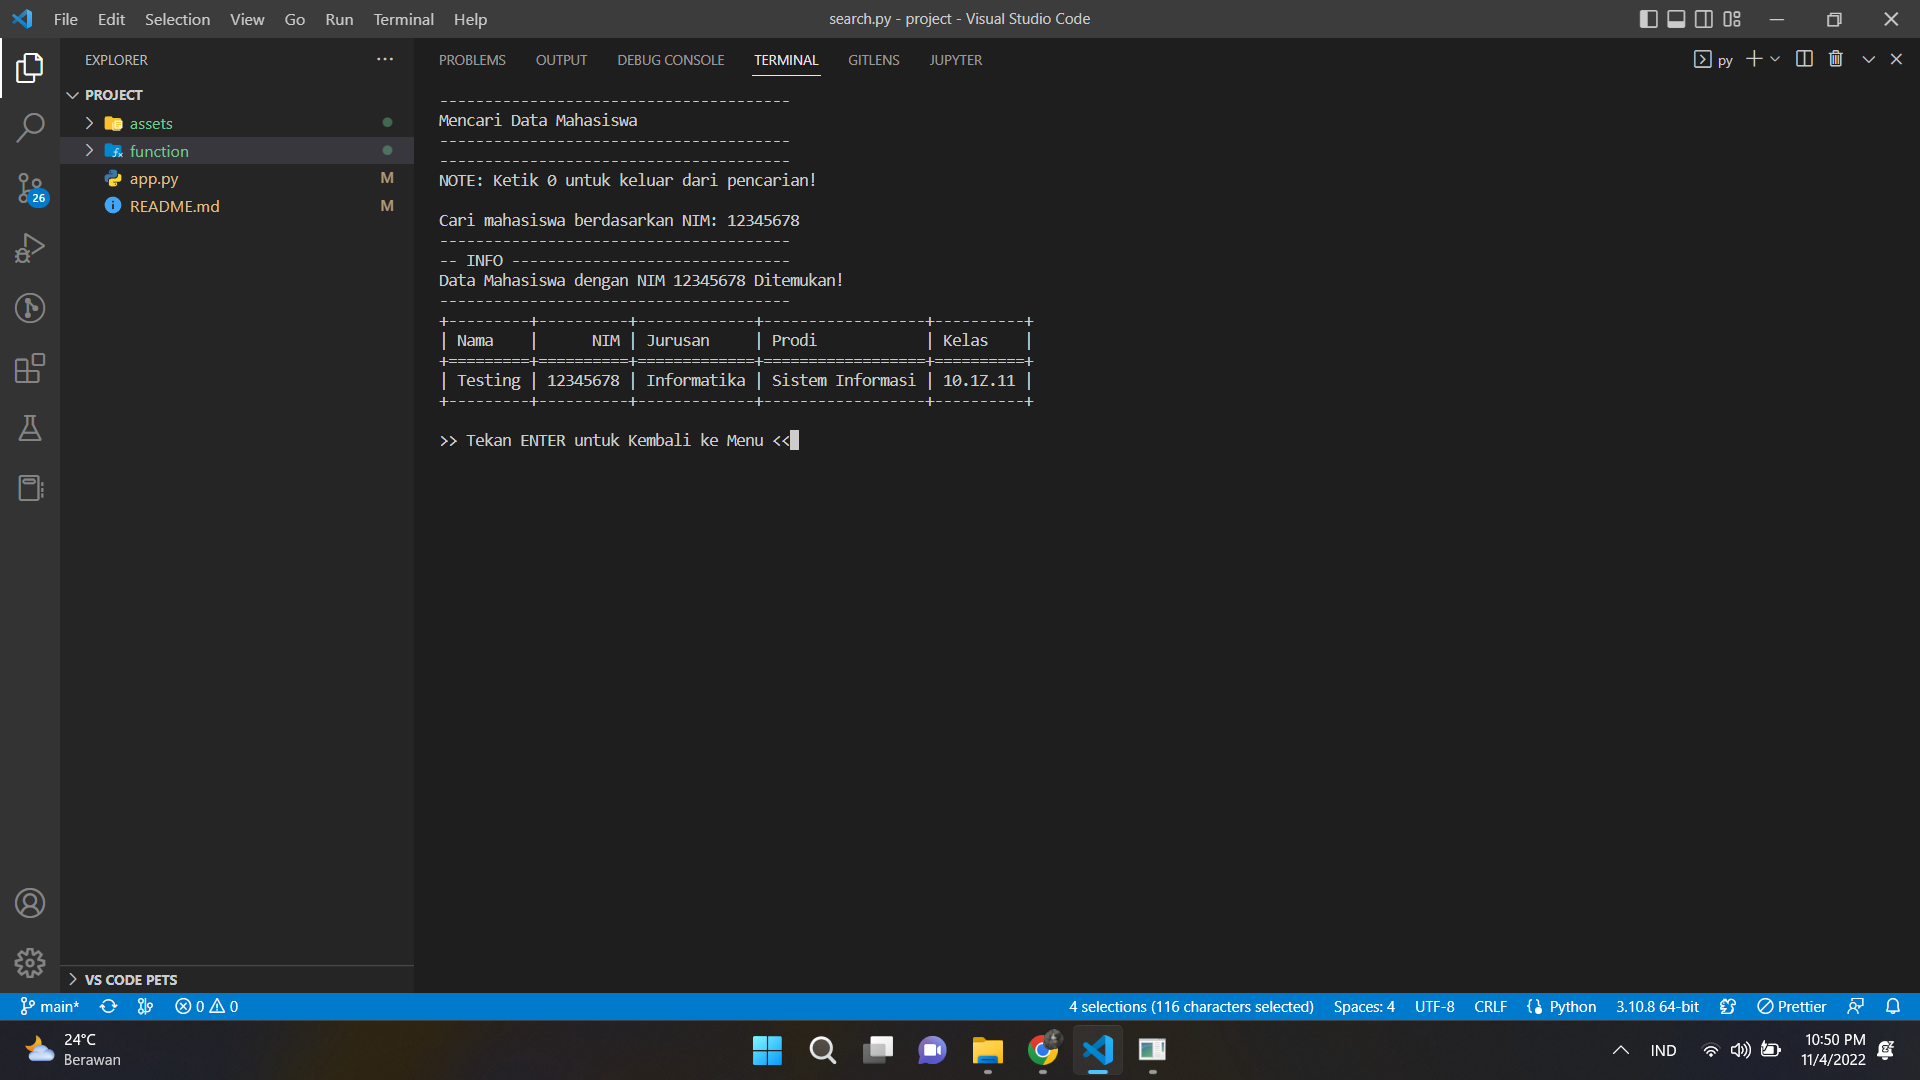 File Edit Selection View Go Run Terminal Help
search.py - project - Visual Studio Code
EXPLORER
PROJECT
assets
function
app.py M
README.md M
26
VS CODE PETS
PROBLEMS OUTPUT DEBUG CONSOLE TERMINAL GITLENS JUPYTER
py
---------------------------------------
Mencari Data Mahasiswa
---------------------------------------
---------------------------------------
NOTE: Ketik 0 untuk keluar dari pencarian!
Cari mahasiswa berdasarkan NIM: 12345678
---------------------------------------
-- INFO -------------------------------
Data Mahasiswa dengan NIM 12345678 Ditemukan!
---------------------------------------
+---------+----------+-------------+------------------+----------+
| Nama    |      NIM | Jurusan     | Prodi            | Kelas    |
+=========+==========+=============+==================+==========+
| Testing | 12345678 | Informatika | Sistem Informasi | 10.1Z.11 |
+---------+----------+-------------+------------------+----------+
>> Tekan ENTER untuk Kembali ke Menu <<
main* 0 0
4 selections (116 characters selected) Spaces: 4 UTF-8 CRLF Python 3.10.8 64-bit Prettier
24°C
Berawan
IND
10:50 PM
11/4/2022